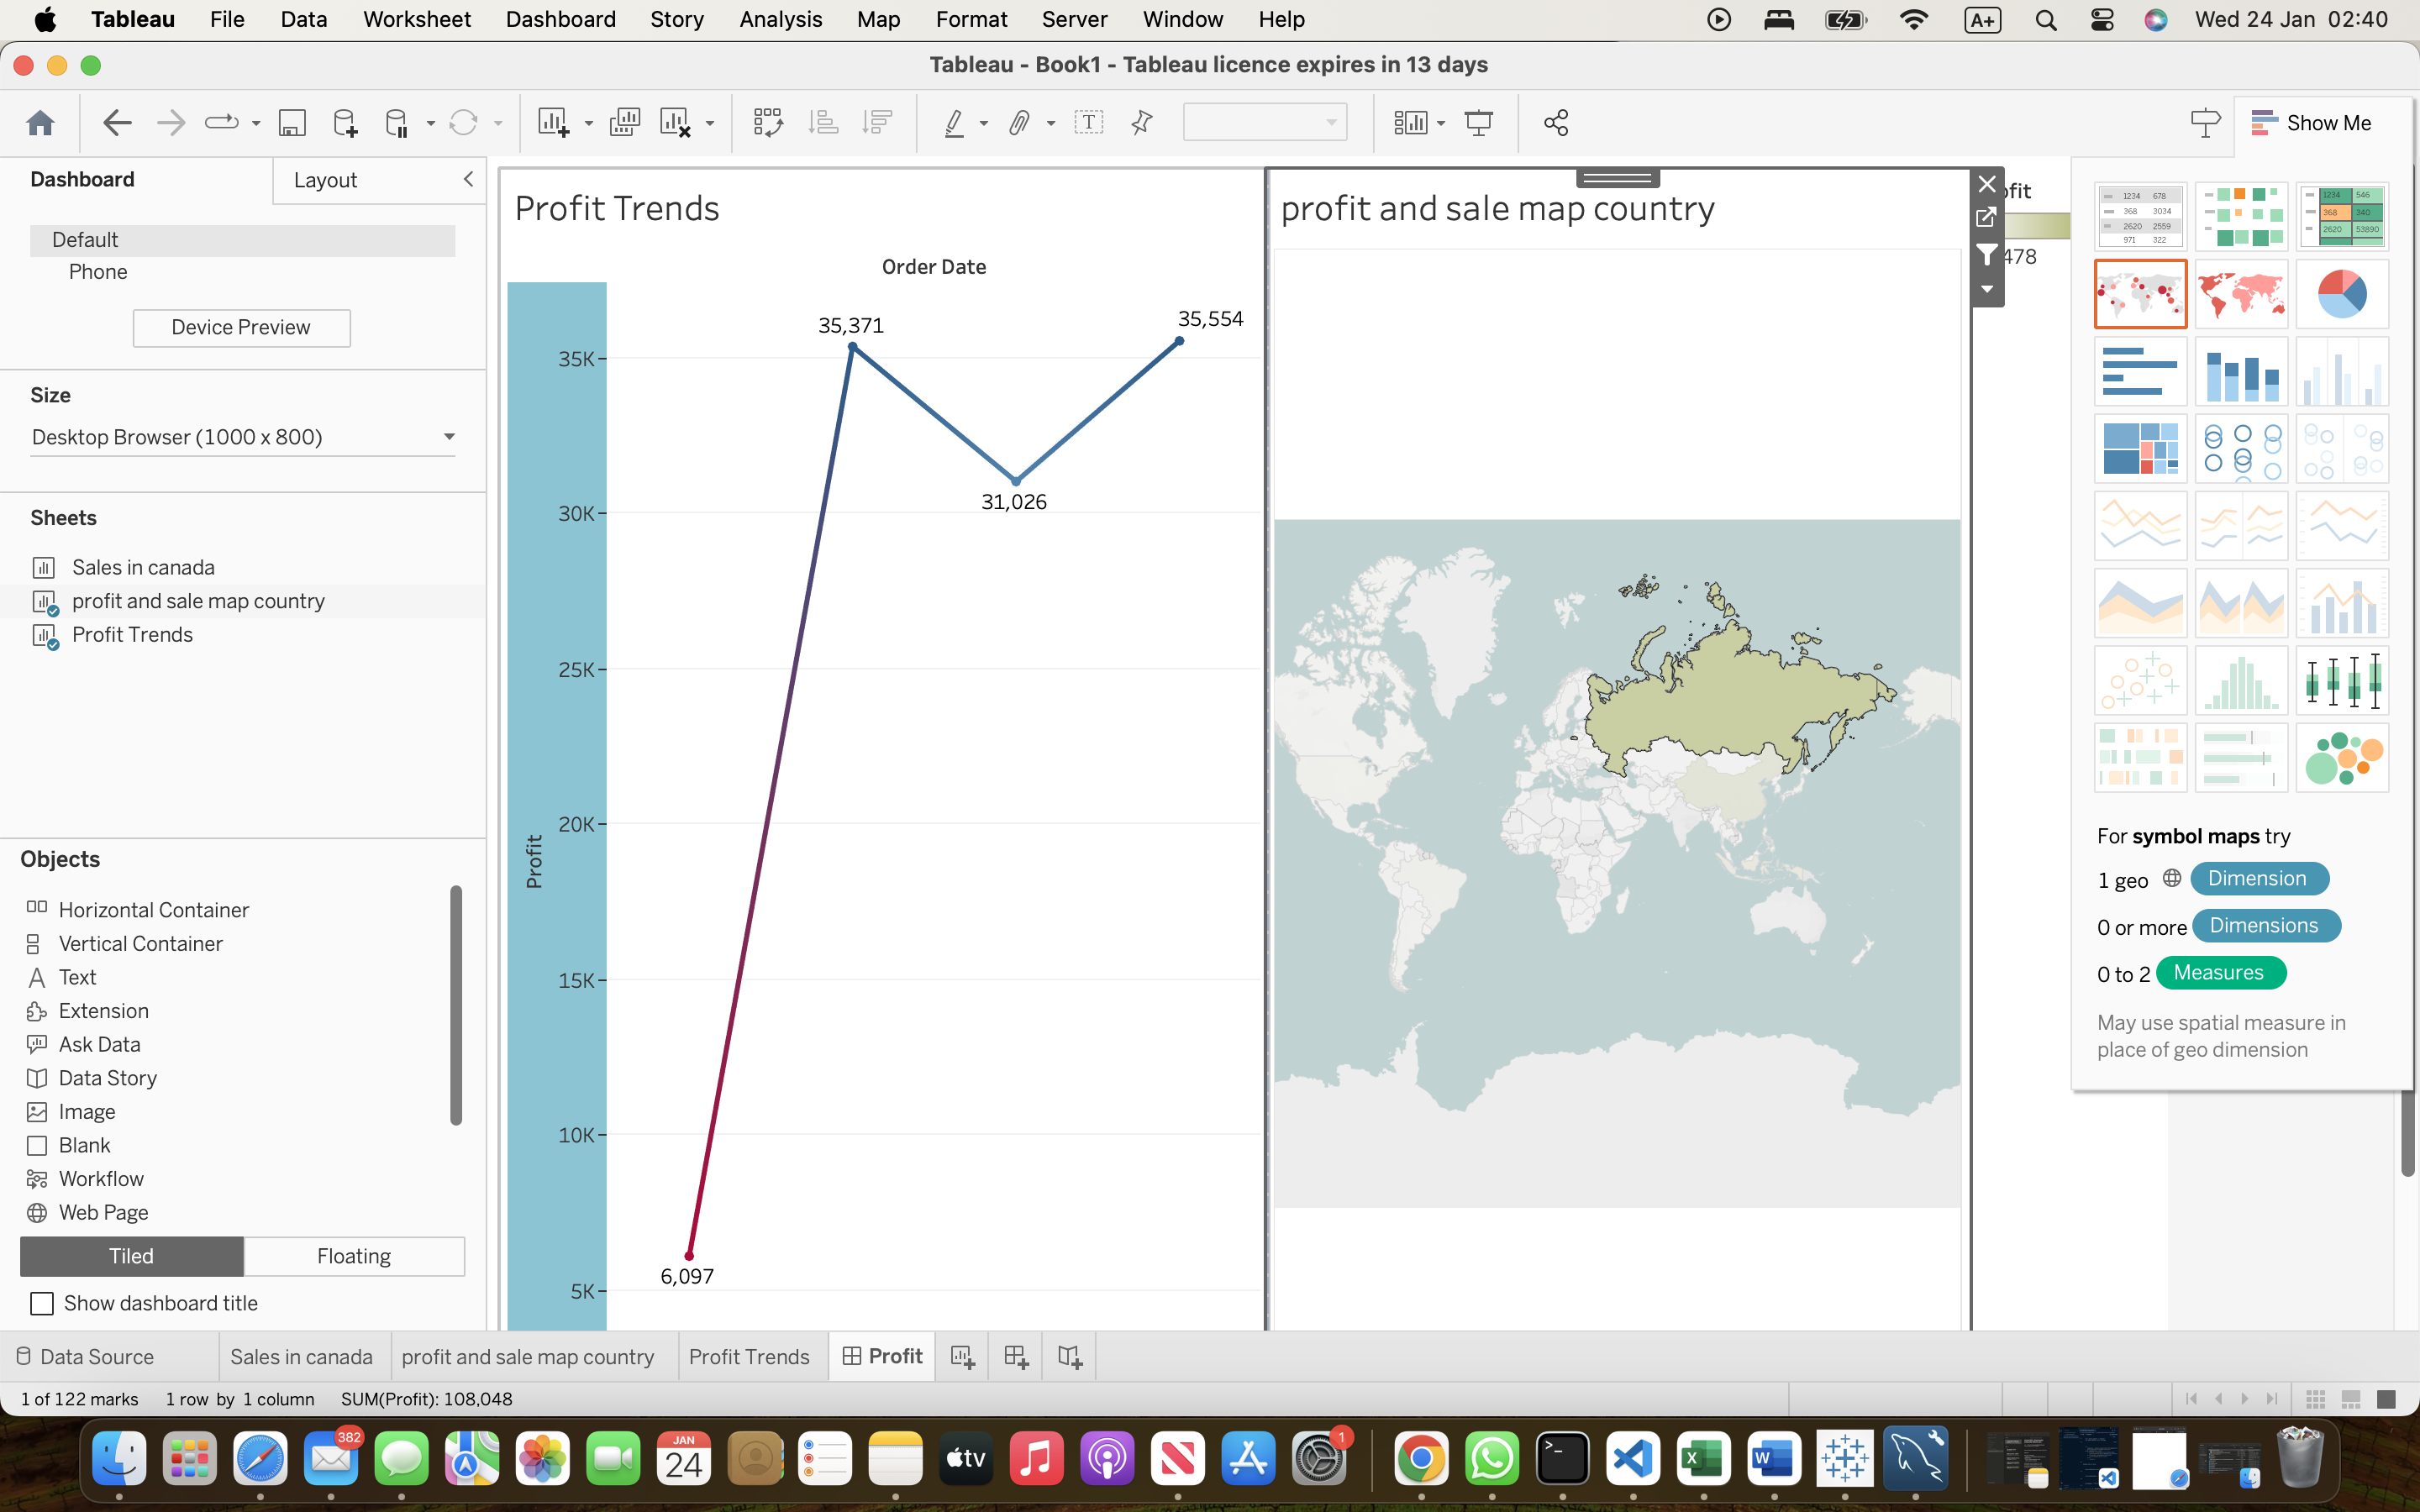 Tableau File Data Worksheet Dashboard Story Analysis Map Format Server Window Help A+ Wed 24 Jan 02:40
Tableau - Book1 - Tableau licence expires in 13 days
T
Show Me
Dashboard
Layout
Default
Phone
Device Preview
Size
Desktop Browser (1000 x 800)
Sheets
Sales in canada
profit and sale map country
Profit Trends
Objects
Horizontal Container
Vertical Container
Text
Extension
Ask Data
Data Story
Image
Blank
Workflow
Web Page
Tiled Floating
Show dashboard title
Profit Trends
Order Date
Profit
35K
30K
25K
20K
15K
10K
5K
35,371
35,554
31,026
6,097
profit and sale map country
ofit
478
1234 678
368 3034
2620 2559
971 322
1234 546
368 340
2620 53890
For symbol maps try
1 geo Dimension
0 or more Dimensions
0 to 2 Measures
May use spatial measure in
place of geo dimension
Data Source Sales in canada profit and sale map country Profit Trends Profit
1 of 122 marks 1 row by 1 column SUM(Profit): 108,048
382
JAN
24
tv
1
>_
X
W